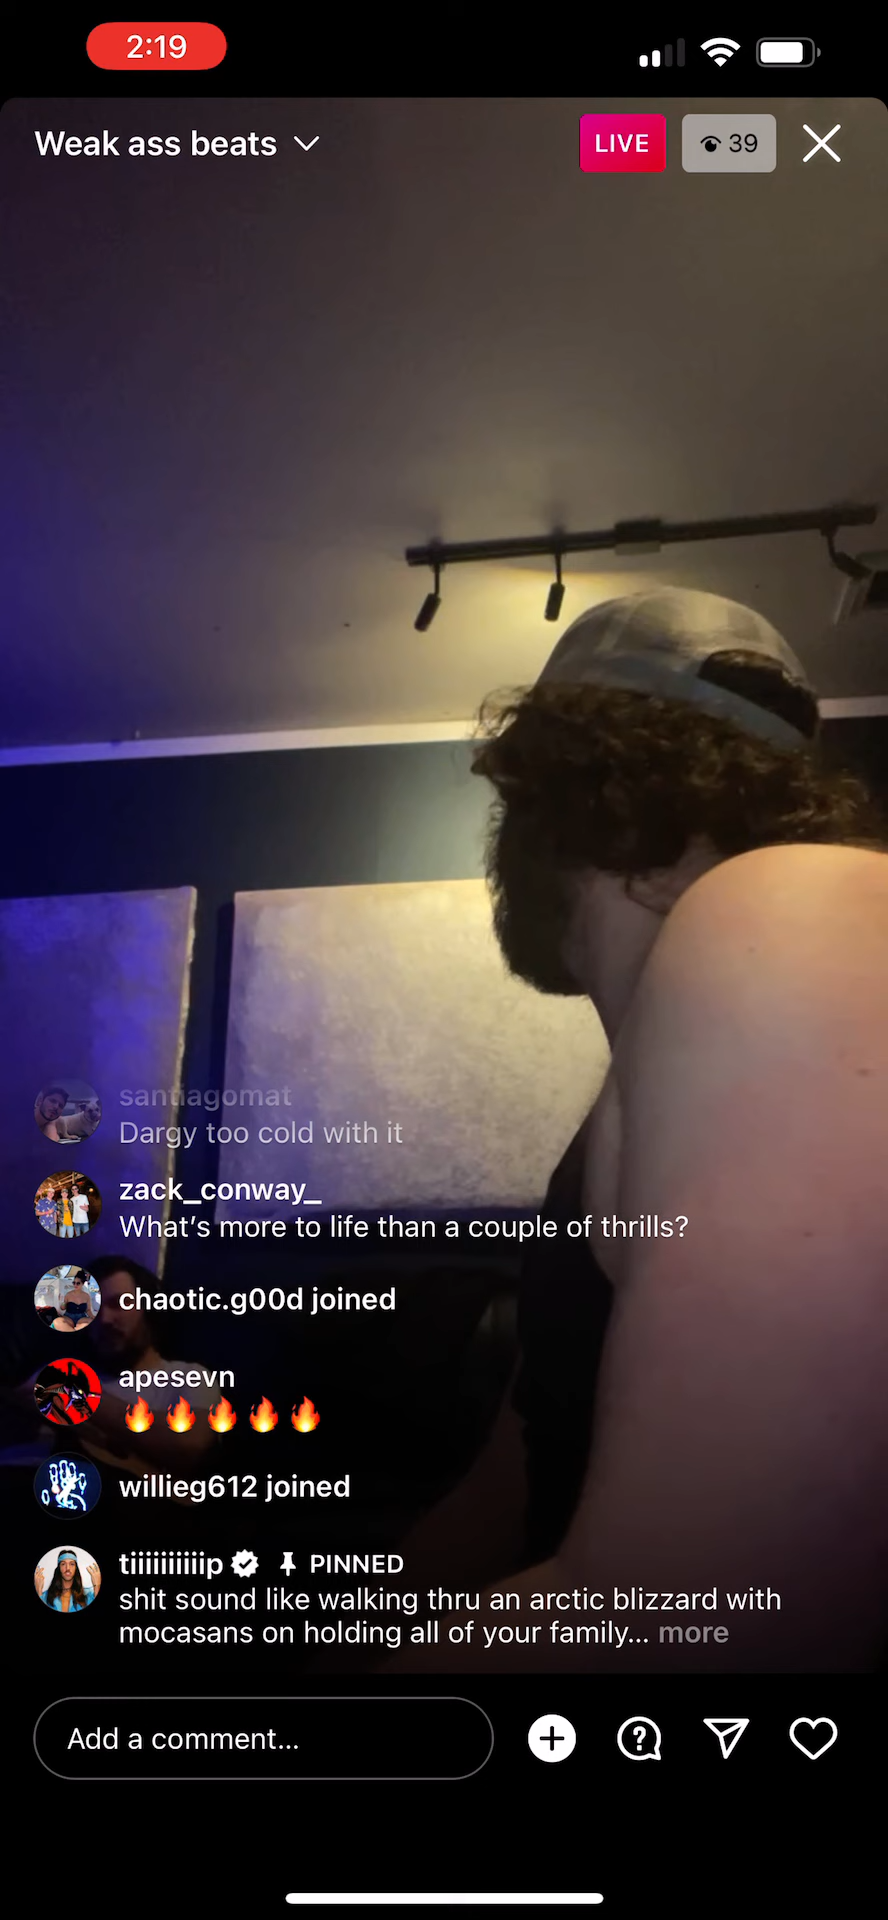 2:19
Weak ass beats
LIVE
39
santiagomat
Dargy too cold with it
zack_conway_
What's more to life than a couple of thrills?
chaotic.g00d joined
apesevn
🔥🔥🔥🔥🔥
willieg612 joined
tiiiiiiiiiip PINNED
shit sound like walking thru an arctic blizzard with
mocasans on holding all of your family... more
Add a comment...